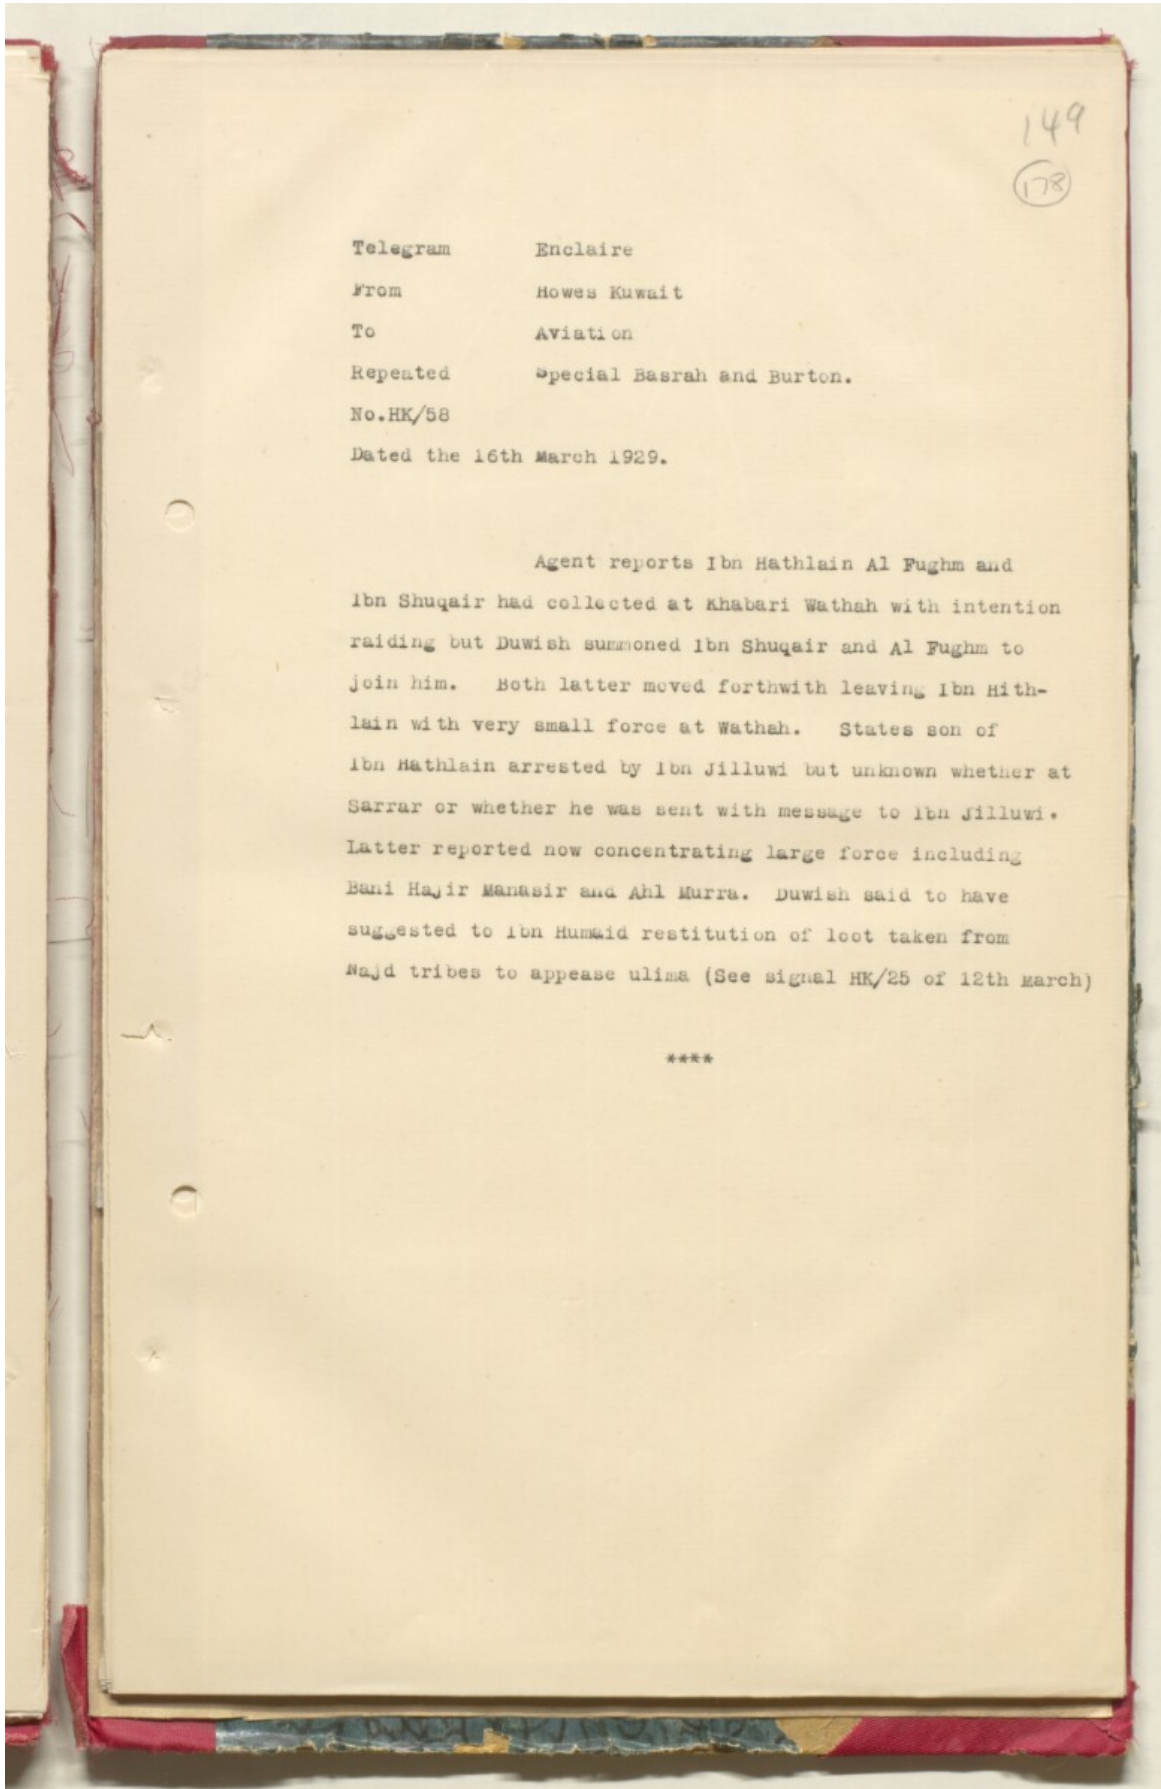 149
178
Telegram Enclaire
From Howes Kuwait
To Aviation
Repeated Special Basrah and Burton.
No.HK/58
Dated the 16th March 1929.
Agent reports Ibn Hathlain Al Fughm and
Ibn Shuqair had collected at Khabari Wathah with intention
raiding but Duwish summoned Ibn Shuqair and Al Fughm to
join him. Both latter moved forthwith leaving Ibn Hith-
lain with very small force at Wathah. States son of
Ibn Hathlain arrested by Ibn Jilluwi but unknown whether at
Sarrar or whether he was sent with message to Ibn Jilluwi.
Latter reported now concentrating large force including
Bani Hajir Manasir and Ahl Murra. Duwish said to have
suggested to Ibn Humaid restitution of loot taken from
Najd tribes to appease ulima (See signal HK/25 of 12th March)
****